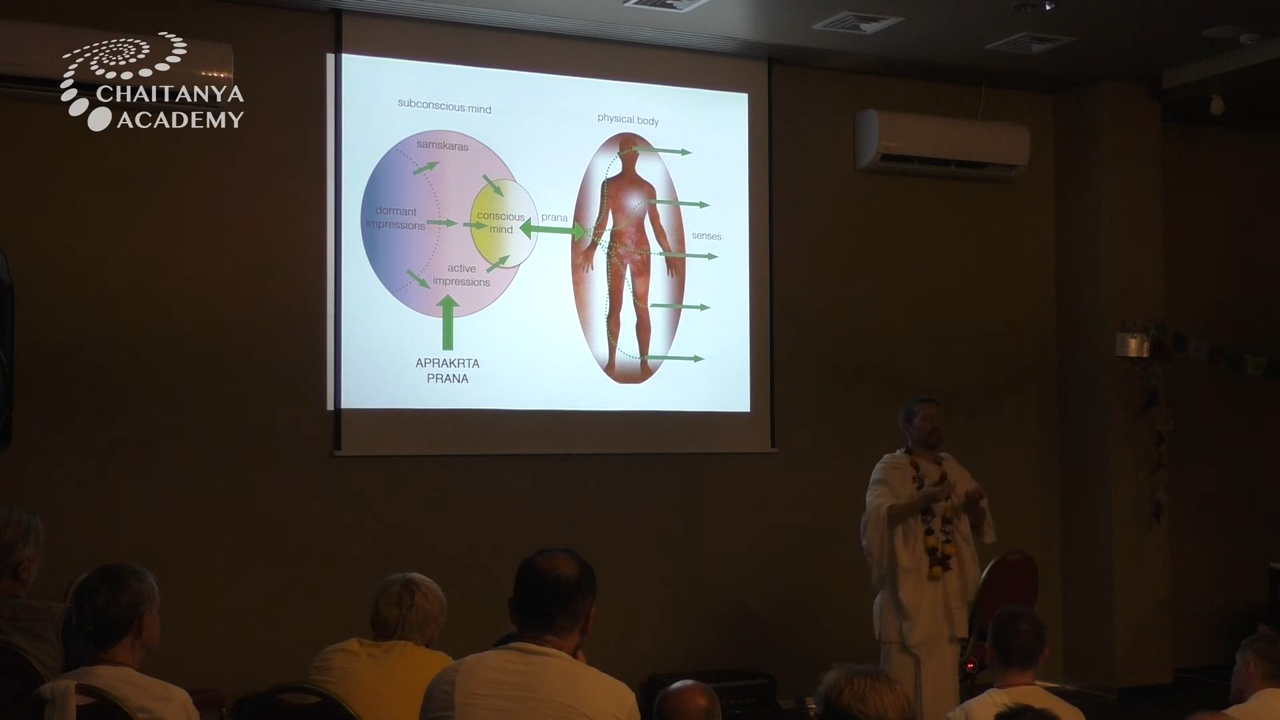 CHAITANYA
ACADEMY
subconscious mind
physical body
samskaras
dormant
impressions
conscious
mind
prana
senses
active
impressions
APRAKRTA
PRANA